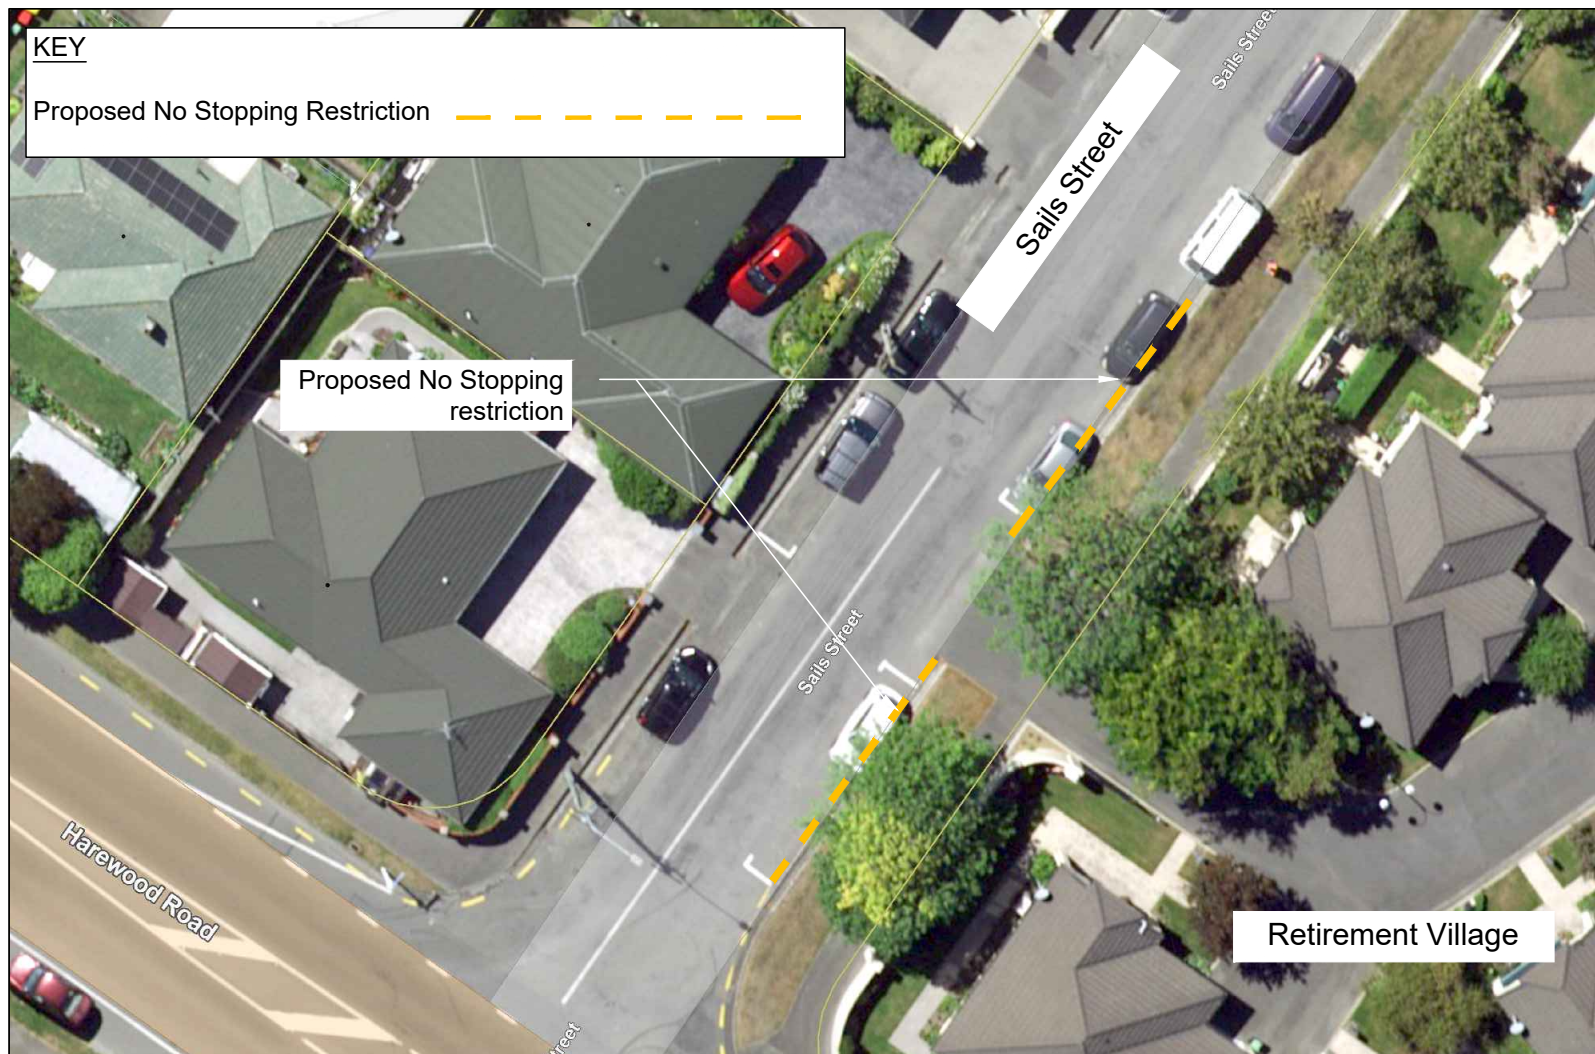 KEY
Proposed No Stopping Restriction
Sails Street
Sails Street
Proposed No Stopping
restriction
Sails Street
Harewood Road
Retirement Village